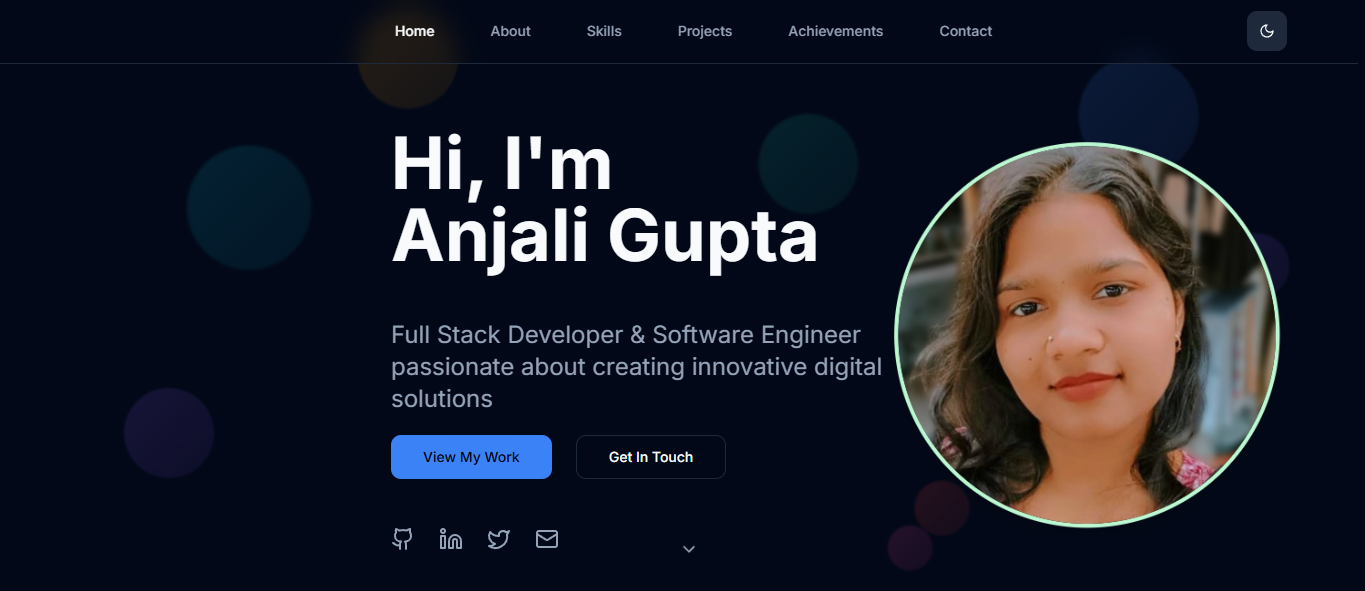 Home About Skills Projects Achievements Contact
Hi, I'm
Anjali Gupta
Full Stack Developer & Software Engineer
passionate about creating innovative digital
solutions
View My Work Get In Touch